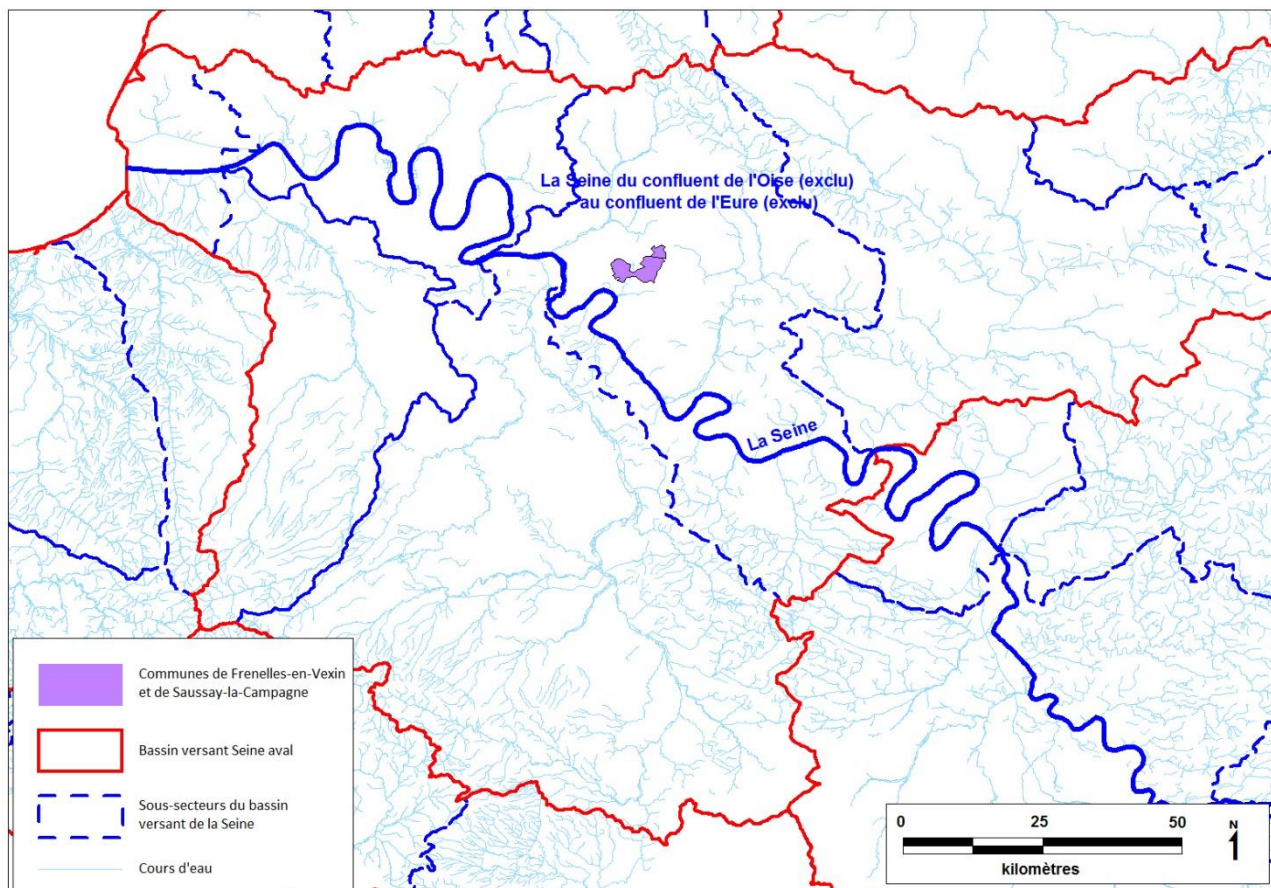 La Seine du confluent de l'Oise (exclu)
au confluent de l'Eure (exclu)
La Seine
Communes de Frenelles-en-Vexin
et de Saussay-la-Campagne
Bassin versant Seine aval
Sous-secteurs du bassin
versant de la Seine
Cours d'eau
0 25 50
N
kilomètres